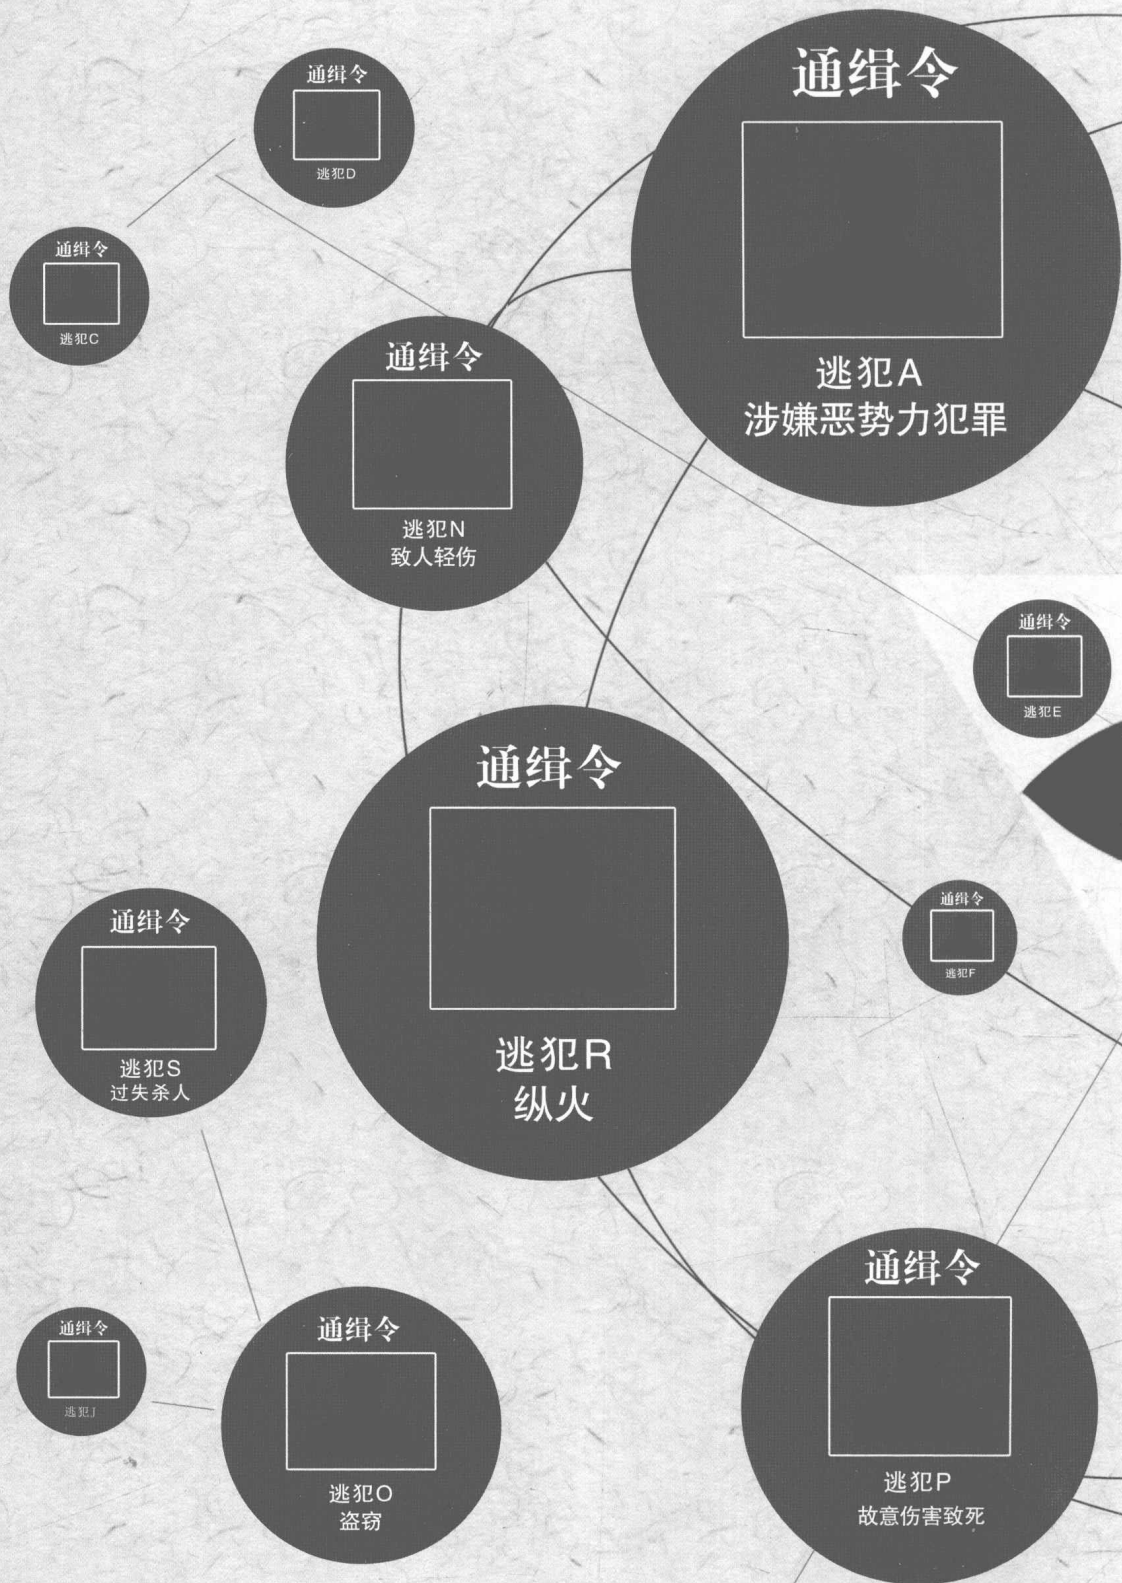 通缉令
逃犯D
通缉令
逃犯A
涉嫌恶势力犯罪
通缉令
逃犯C
通缉令
逃犯N
致人轻伤
通缉令
逃犯E
通缉令
逃犯R
纵火
通缉令
逃犯F
通缉令
逃犯S
过失杀人
通缉令
逃犯P
故意伤害致死
通缉令
逃犯J
通缉令
逃犯O
盗窃